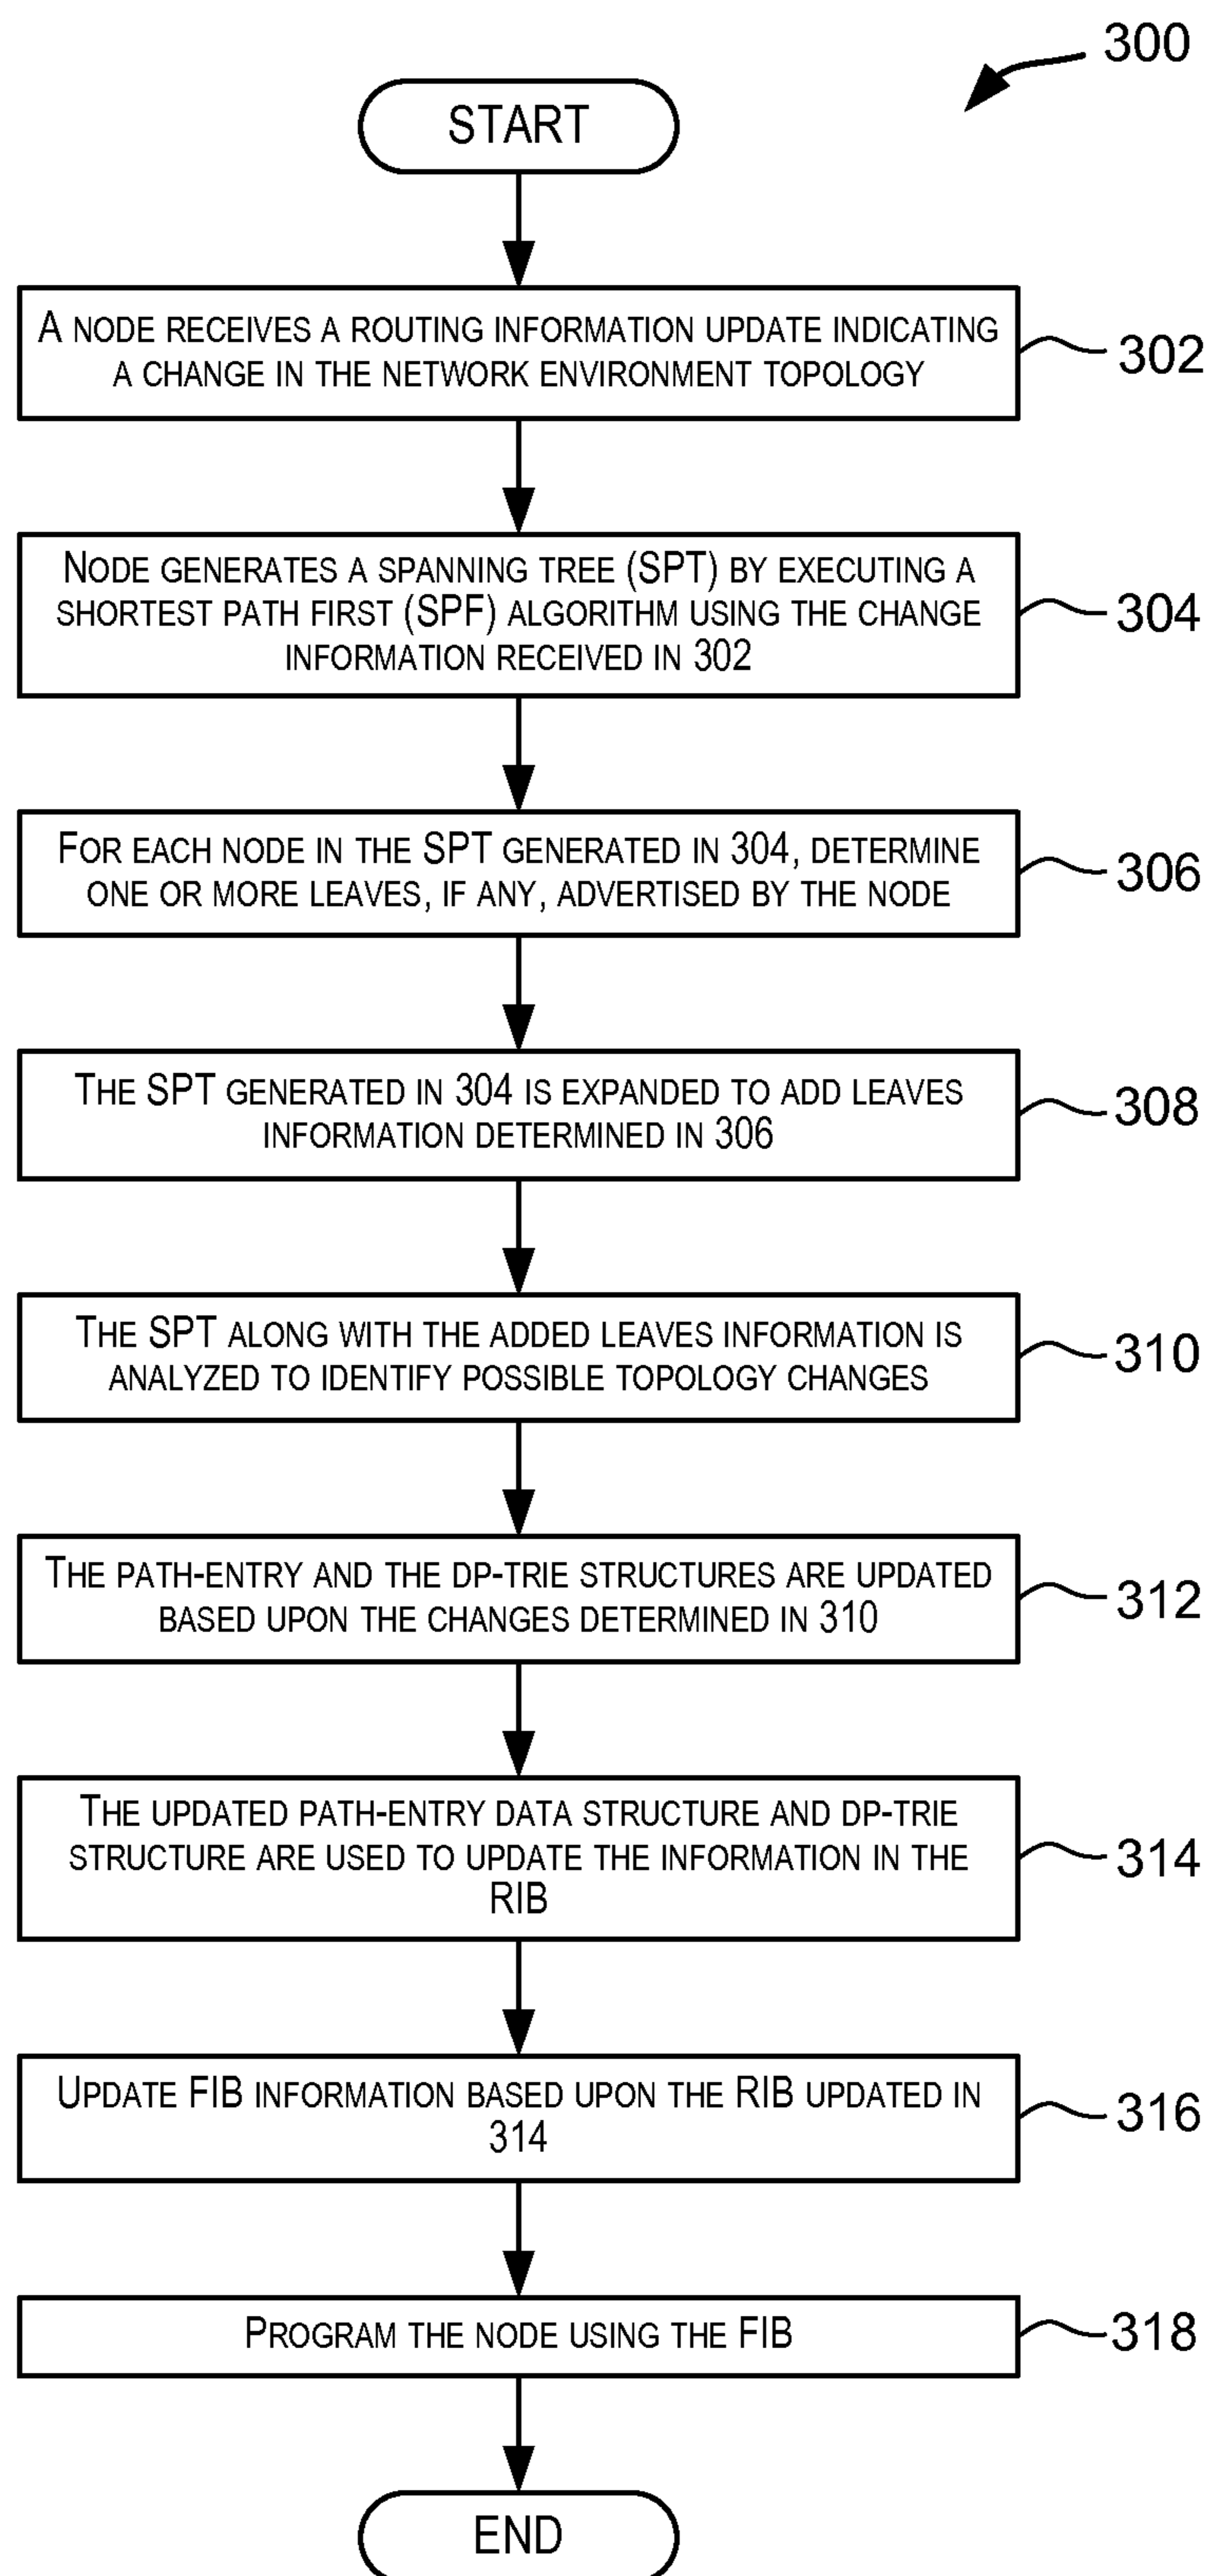 300
START
A NODE RECEIVES A ROUTING INFORMATION UPDATE INDICATING
A CHANGE IN THE NETWORK ENVIRONMENT TOPOLOGY
302
NODE GENERATES A SPANNING TREE (SPT) BY EXECUTING A
SHORTEST PATH FIRST (SPF) ALGORITHM USING THE CHANGE
INFORMATION RECEIVED IN 302
304
FOR EACH NODE IN THE SPT GENERATED IN 304, DETERMINE
ONE OR MORE LEAVES, IF ANY, ADVERTISED BY THE NODE
306
THE SPT GENERATED IN 304 IS EXPANDED TO ADD LEAVES
INFORMATION DETERMINED IN 306
308
THE SPT ALONG WITH THE ADDED LEAVES INFORMATION IS
ANALYZED TO IDENTIFY POSSIBLE TOPOLOGY CHANGES
310
THE PATH-ENTRY AND THE DP-TRIE STRUCTURES ARE UPDATED
BASED UPON THE CHANGES DETERMINED IN 310
312
THE UPDATED PATH-ENTRY DATA STRUCTURE AND DP-TRIE
STRUCTURE ARE USED TO UPDATE THE INFORMATION IN THE
RIB
314
UPDATE FIB INFORMATION BASED UPON THE RIB UPDATED IN
314
316
PROGRAM THE NODE USING THE FIB
318
END